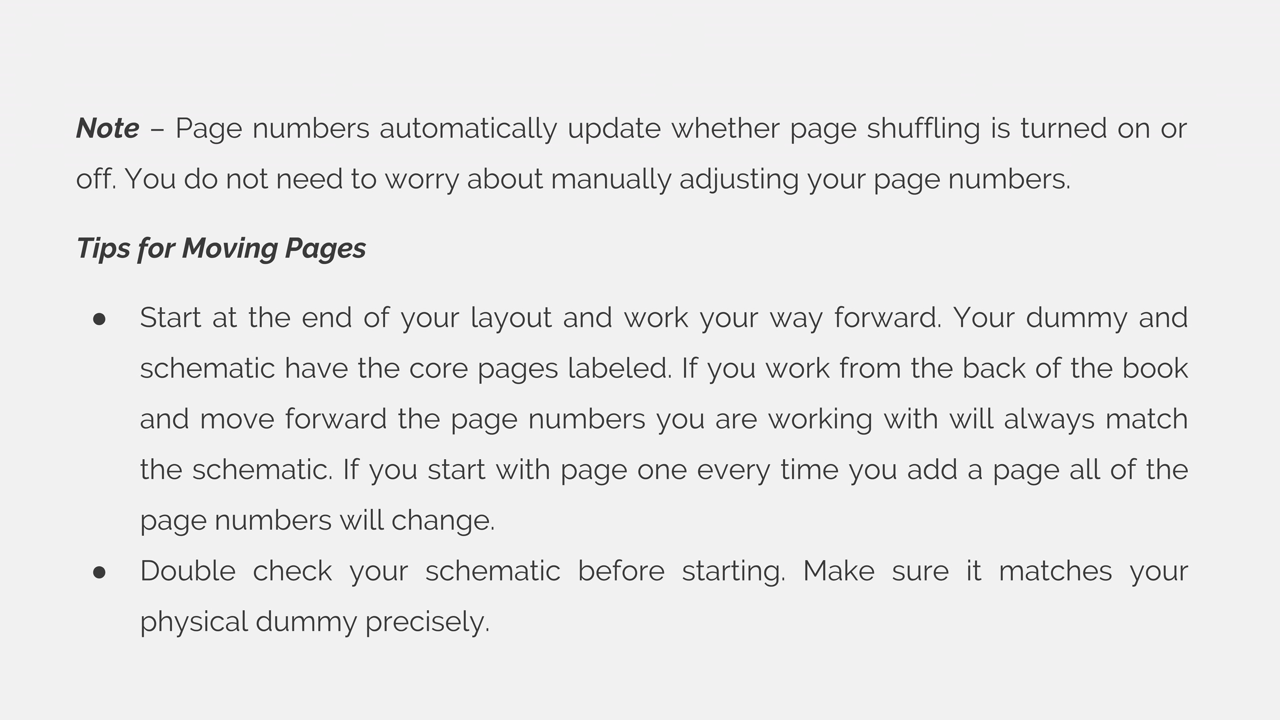 Note – Page numbers automatically update whether page shuffling is turned on or
off. You do not need to worry about manually adjusting your page numbers.
Tips for Moving Pages
● Start at the end of your layout and work your way forward. Your dummy and
schematic have the core pages labeled. If you work from the back of the book
and move forward the page numbers you are working with will always match
the schematic. If you start with page one every time you add a page all of the
page numbers will change.
● Double check your schematic before starting. Make sure it matches your
physical dummy precisely.